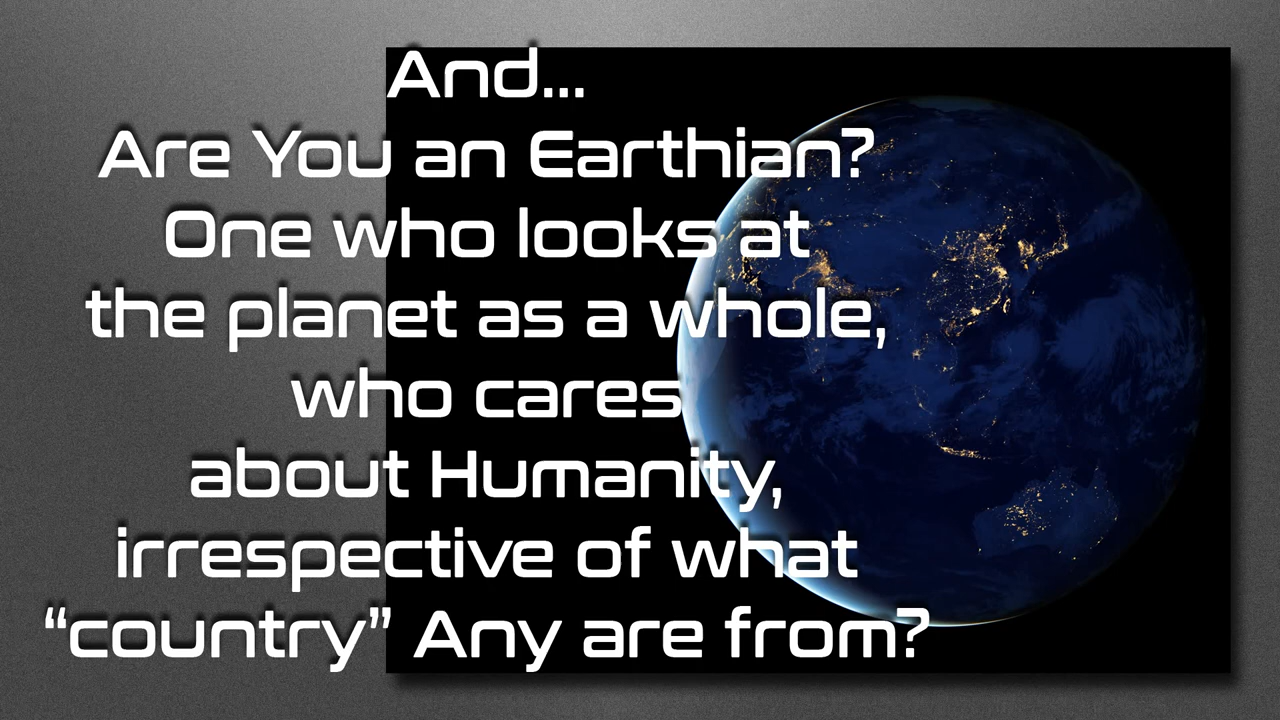 And...
Are You an Earthian?
One who looks at
the planet as a whole,
who cares
about Humanity,
irrespective of what
“country” Any are from?